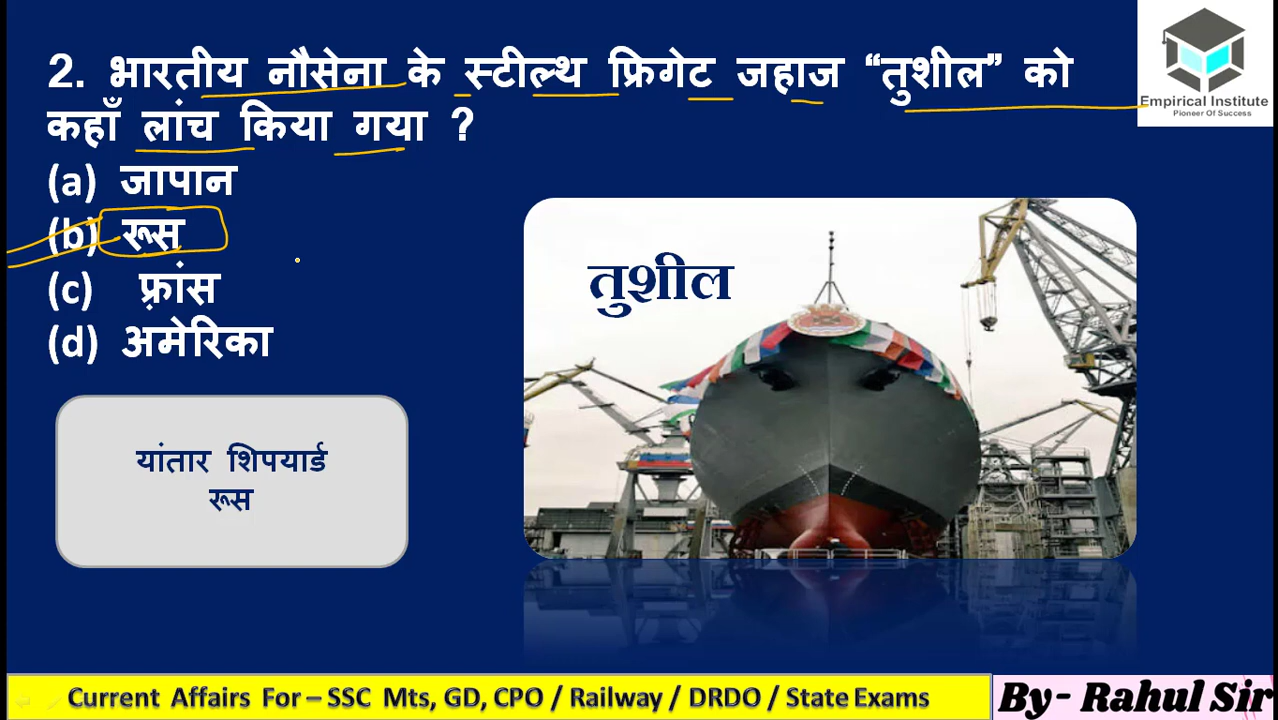 2. भारतीय नौसेना के स्टील्थ फ्रिगेट जहाज “तुशील” को
कहाँ लांच किया गया ?
(a) जापान
(b) रूस
(c) फ़्रांस
(d) अमेरिका
यांतार शिपयार्ड
रूस
तुशील
Empirical Institute
Pioneer Of Success
Current Affairs For – SSC Mts, GD, CPO / Railway / DRDO / State Exams
By- Rahul Sir